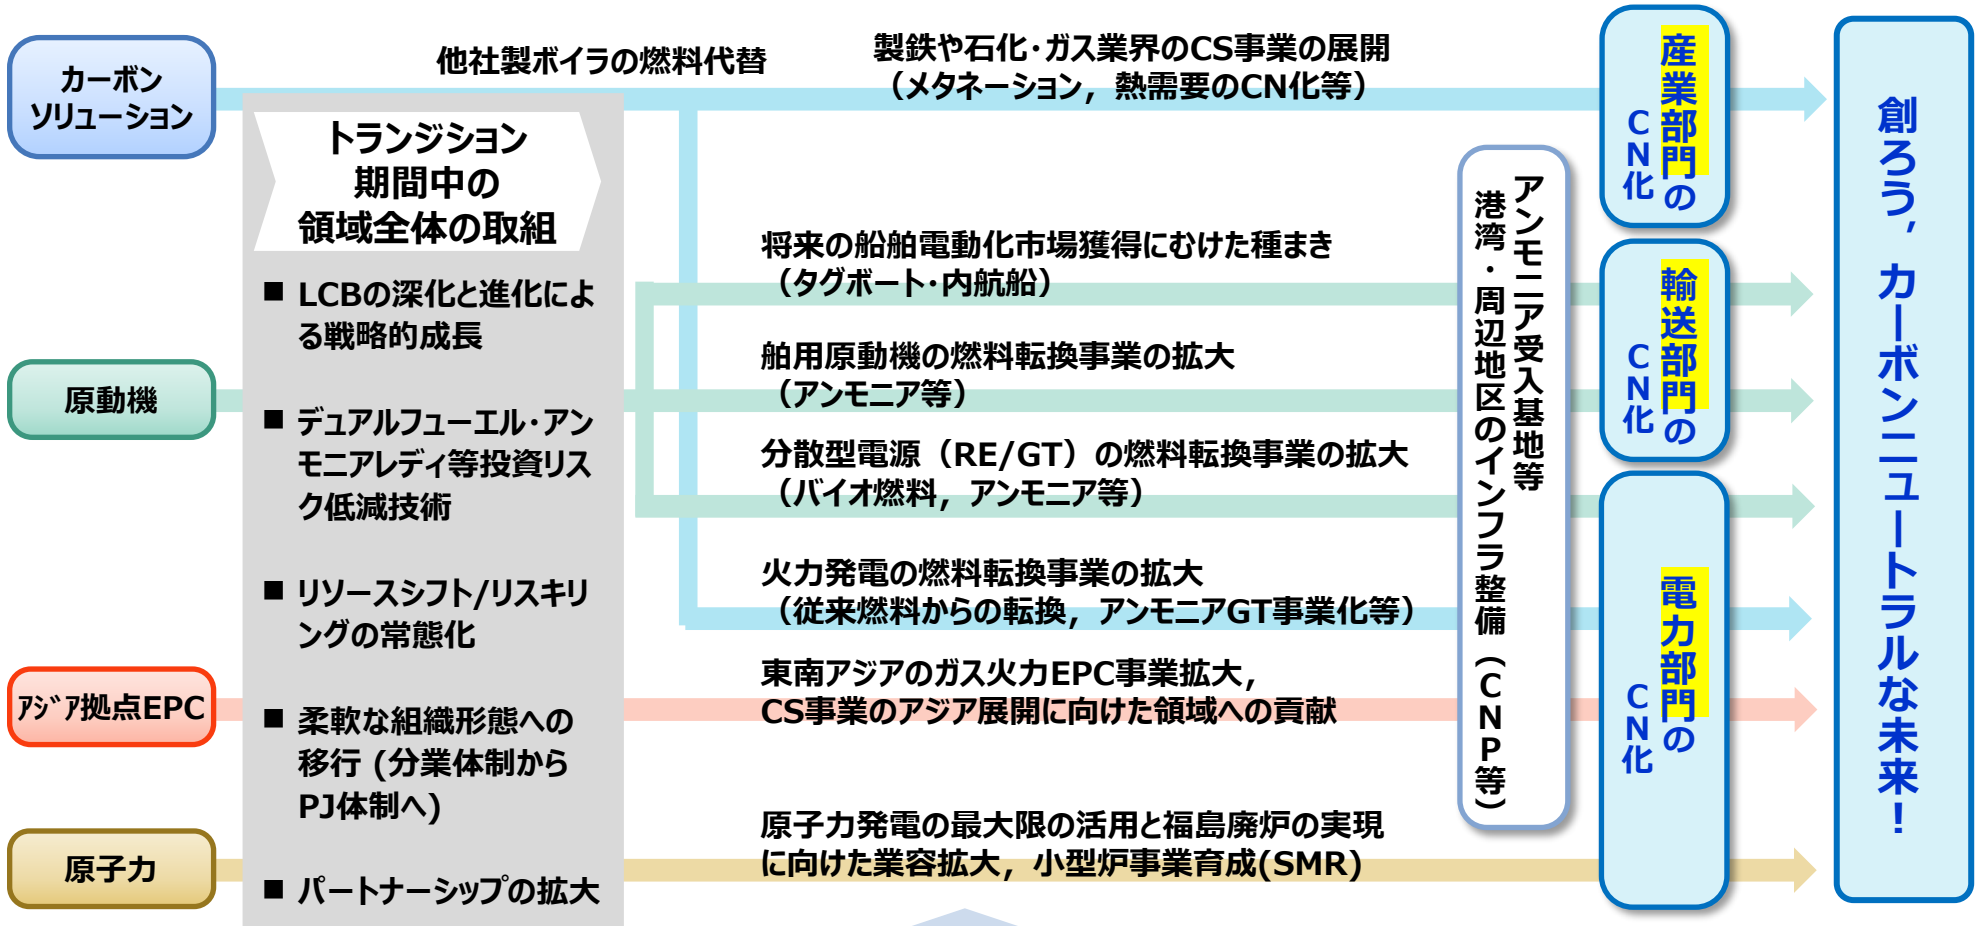 カーボン
ソリューション
他社製ボイラの燃料代替
製鉄や石化・ガス業界のCS事業の展開
（メタネーション，熱需要のCN化等）
トランジション
期間中の
領域全体の取組
■ LCBの深化と進化によ
る戦略的成長
■ デュアルフューエル・アン
モニアレディ等投資リス
ク低減技術
■ リソースシフト/リスキリ
ングの常態化
■ 柔軟な組織形態への
移行 (分業体制から
PJ体制へ)
■ パートナーシップの拡大
原動機
将来の船舶電動化市場獲得にむけた種まき
（タグボート・内航船）
舶用原動機の燃料転換事業の拡大
（アンモニア等）
分散型電源（RE/GT）の燃料転換事業の拡大
（バイオ燃料，アンモニア等）
火力発電の燃料転換事業の拡大
（従来燃料からの転換，アンモニアGT事業化等）
ｱｼﾞｱ拠点EPC
東南アジアのガス火力EPC事業拡大，
CS事業のアジア展開に向けた領域への貢献
原子力
原子力発電の最大限の活用と福島廃炉の実現
に向けた業容拡大，小型炉事業育成(SMR)
アンモニア受入基地等
港湾・周辺地区のインフラ整備（CNP等）
産業部門の
CN化
輸送部門の
CN化
電力部門の
CN化
創ろう，カーボンニュートラルな未来！